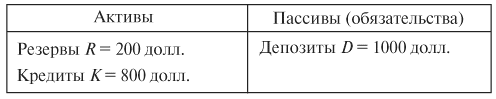 Активы
Пассивы (обязательства)
Резервы R = 200 долл.
Депозиты D = 1000 долл.
Кредиты K = 800 долл.